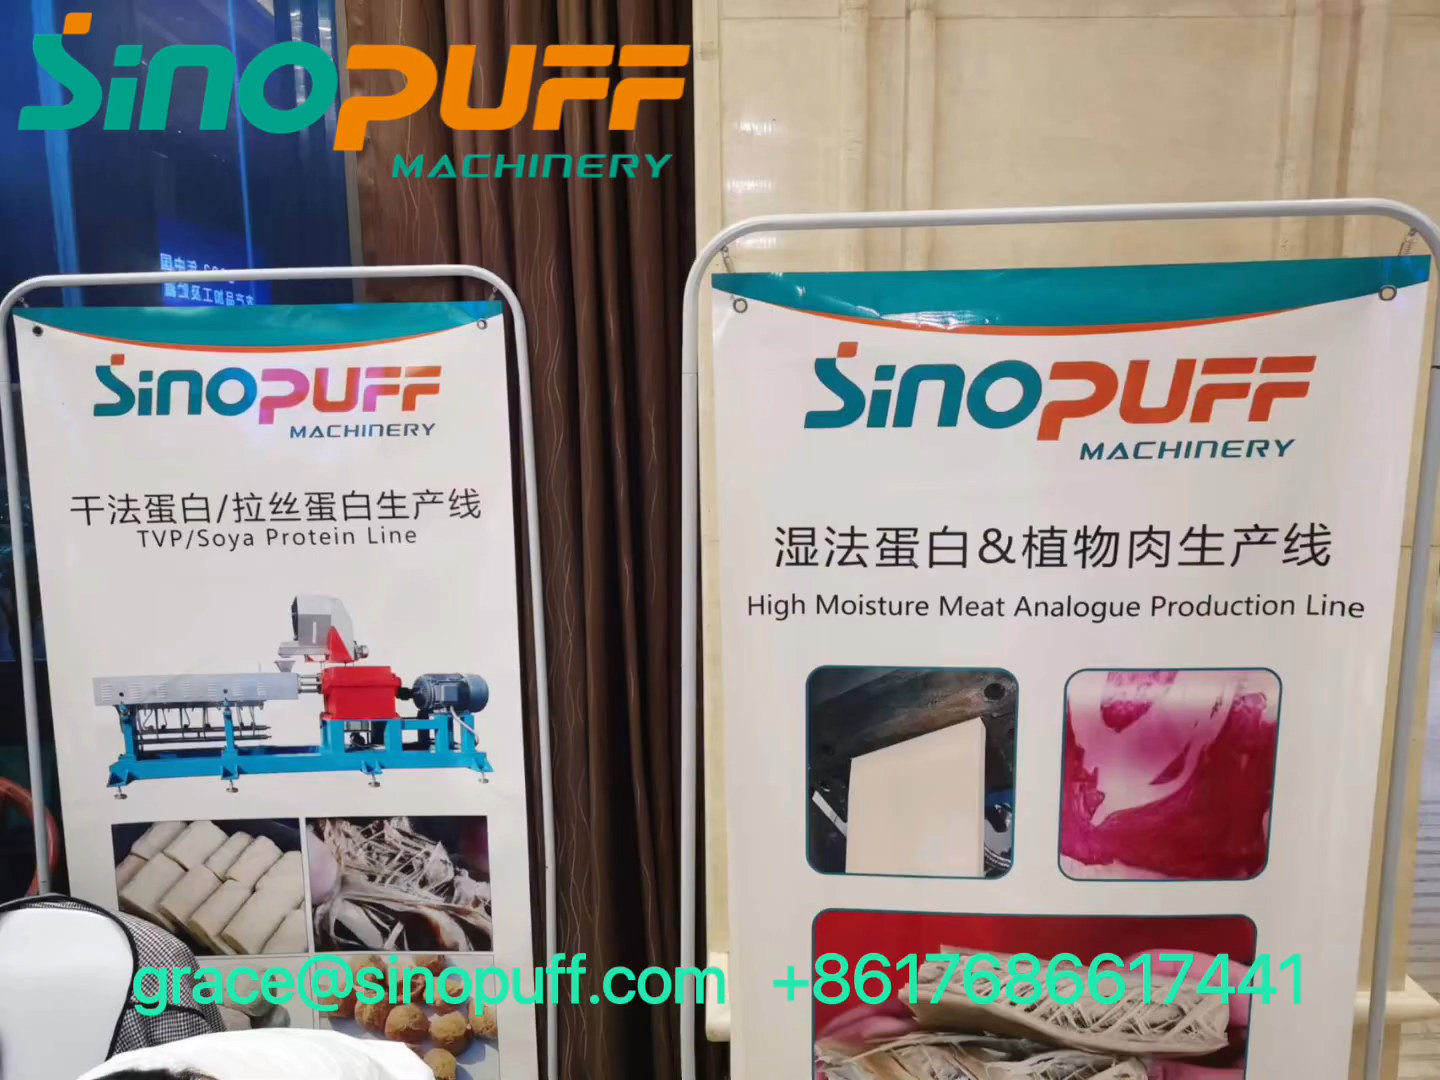 SinoPUFF
MACHINERY
SinoPUFF
MACHINERY
干法蛋白/拉丝蛋白生产线
TVP/Soya Protein Line
SinoPUFF
MACHINERY
湿法蛋白&植物肉生产线
High Moisture Meat Analogue Production Line
grace@sinopuff.com +8617686617441